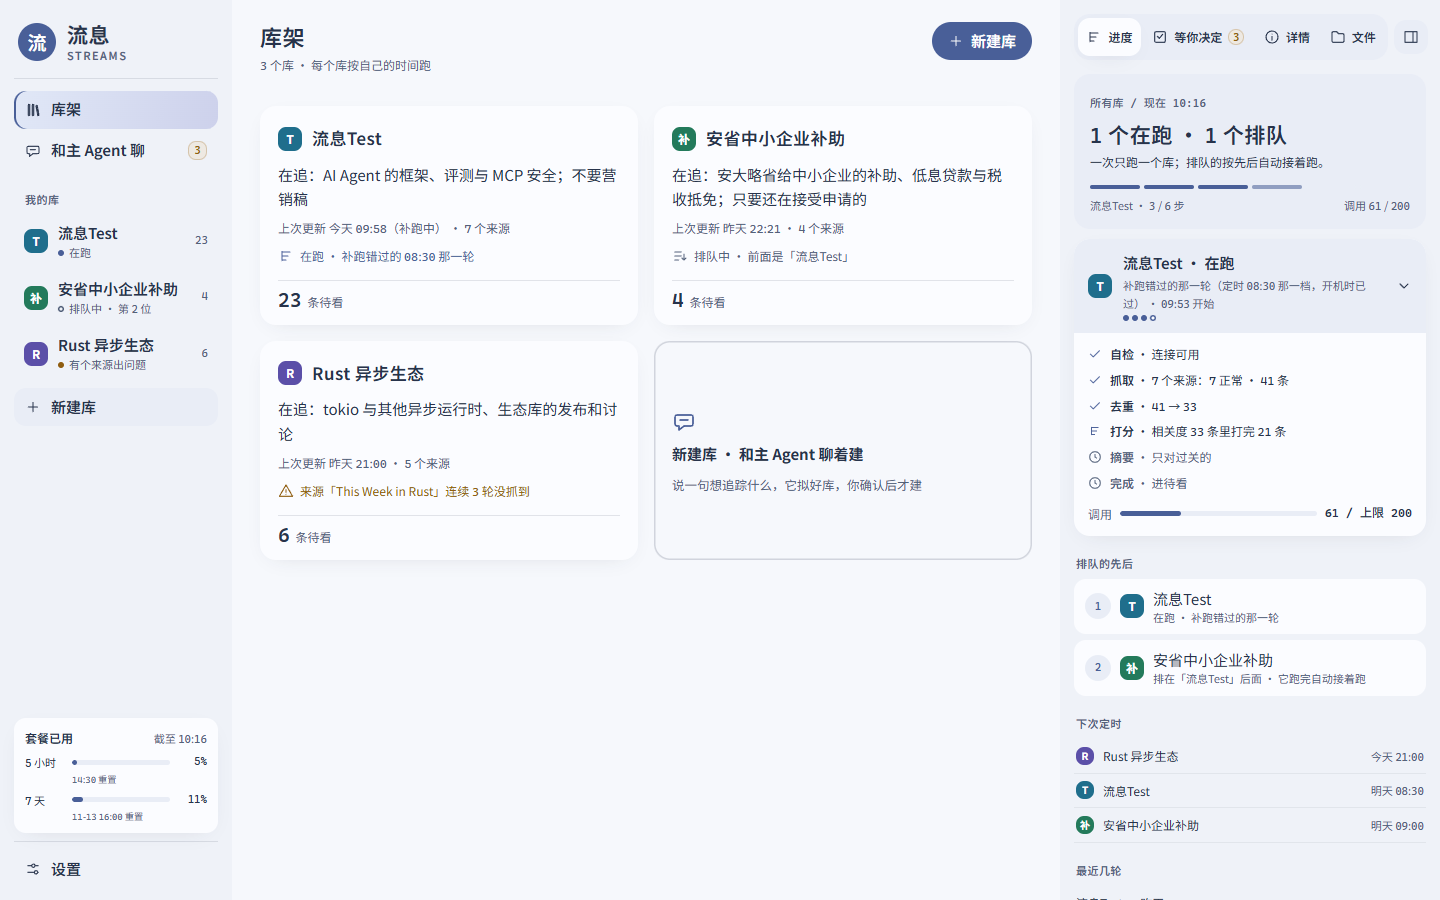 流
流息
STREAMS
库架
和主 Agent 聊
3
我的库
T
流息Test
在跑
23
补
安省中小企业补助
排队中 · 第 2 位
4
R
Rust 异步生态
有个来源出问题
6
新建库
套餐已用
截至 10:16
5 小时
5%
14:30 重置
7 天
11%
11-13 16:00 重置
设置
库架
3 个库 · 每个库按自己的时间跑
+ 新建库
T
流息Test
在追：AI Agent 的框架、评测与 MCP 安全；不要营
销稿
上次更新 今天 09:58（补跑中） · 7 个来源
在跑 · 补跑错过的 08:30 那一轮
23 条待看
补
安省中小企业补助
在追：安大略省给中小企业的补助、低息贷款与税
收抵免；只要还在接受申请的
上次更新 昨天 22:21 · 4 个来源
排队中 · 前面是「流息Test」
4 条待看
R
Rust 异步生态
在追：tokio 与其他异步运行时、生态库的发布和讨
论
上次更新 昨天 21:00 · 5 个来源
来源「This Week in Rust」连续 3 轮没抓到
6 条待看
新建库 · 和主 Agent 聊着建
说一句想追踪什么，它拟好库，你确认后才建
进度
等你决定 3
详情
文件
所有库 / 现在 10:16
1 个在跑 · 1 个排队
一次只跑一个库；排队的按先后自动接着跑。
流息Test · 3 / 6 步
调用 61 / 200
T
流息Test · 在跑
补跑错过的那一轮（定时 08:30 那一档，开机时已
过） · 09:53 开始
自检 · 连接可用
抓取 · 7 个来源：7 正常 · 41 条
去重 · 41 → 33
打分 · 相关度 33 条里打完 21 条
摘要 · 只对过关的
完成 · 进待看
调用
61 / 上限 200
排队的先后
1
T
流息Test
在跑 · 补跑错过的那一轮
2
补
安省中小企业补助
排在「流息Test」后面 · 它跑完自动接着跑
下次定时
R
Rust 异步生态
今天 21:00
T
流息Test
明天 08:30
补
安省中小企业补助
明天 09:00
最近几轮